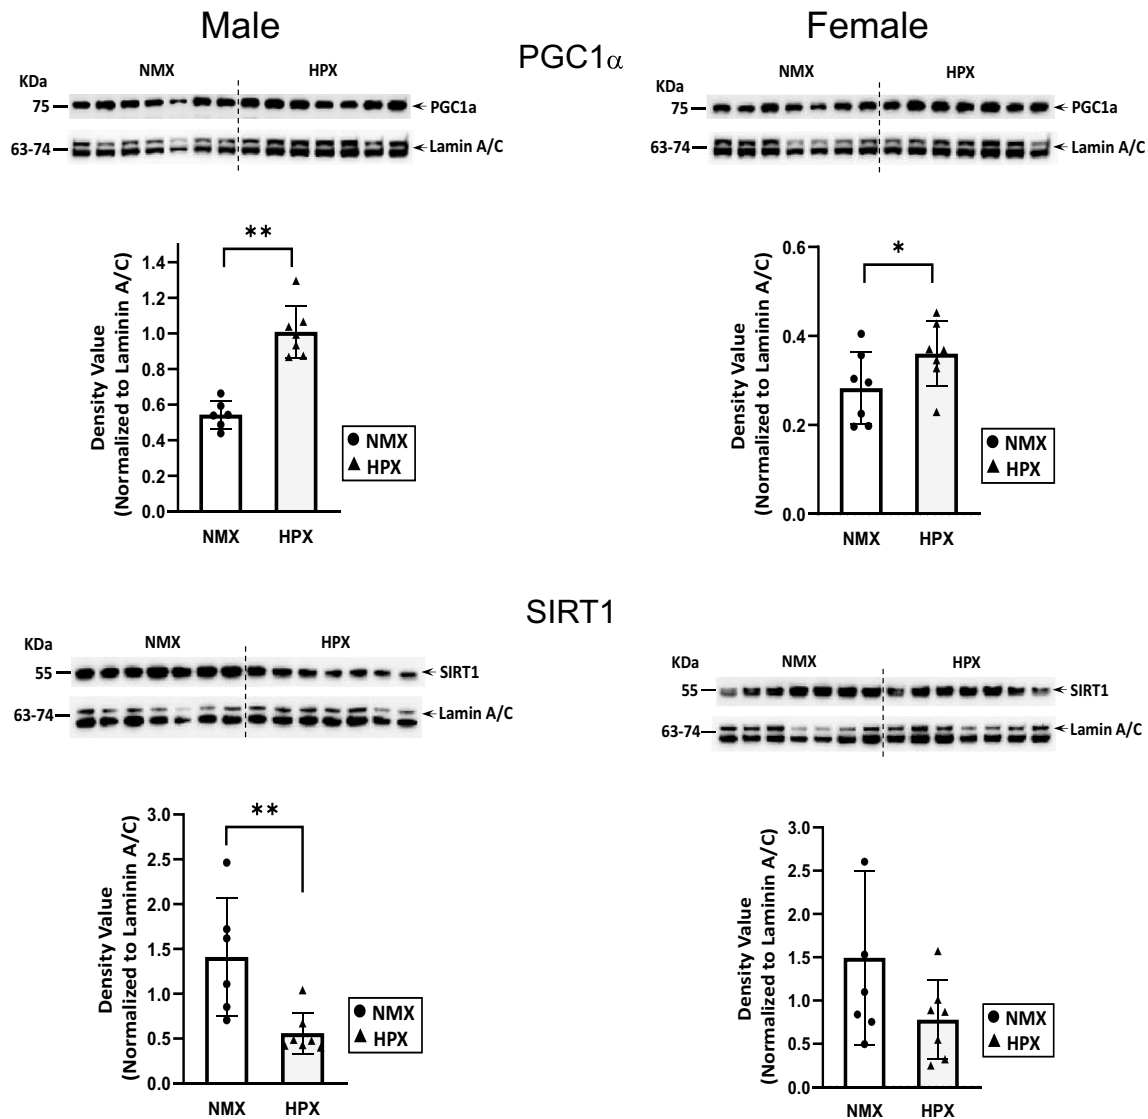 Male
Female
PGC1α
KDa
NMX
HPX
75
PGC1a
63-74
Lamin A/C
KDa
NMX
HPX
75
PGC1a
63-74
Lamin A/C
Density Value
(Normalized to Laminin A/C)
1.4
1.2
1.0
0.8
0.6
0.4
0.2
0.0
**
NMX
HPX
NMX
HPX
Density Value
(Normalized to Laminin A/C)
0.6
0.4
0.2
0.0
*
NMX
HPX
NMX
HPX
SIRT1
KDa
NMX
HPX
55
SIRT1
63-74
Lamin A/C
KDa
NMX
HPX
55
SIRT1
63-74
Lamin A/C
Density Value
(Normalized to Laminin A/C)
3.0
2.5
2.0
1.5
1.0
0.5
0.0
**
NMX
HPX
NMX
HPX
Density Value
(Normalized to Laminin A/C)
3.0
2.5
2.0
1.5
1.0
0.5
0.0
NMX
HPX
NMX
HPX